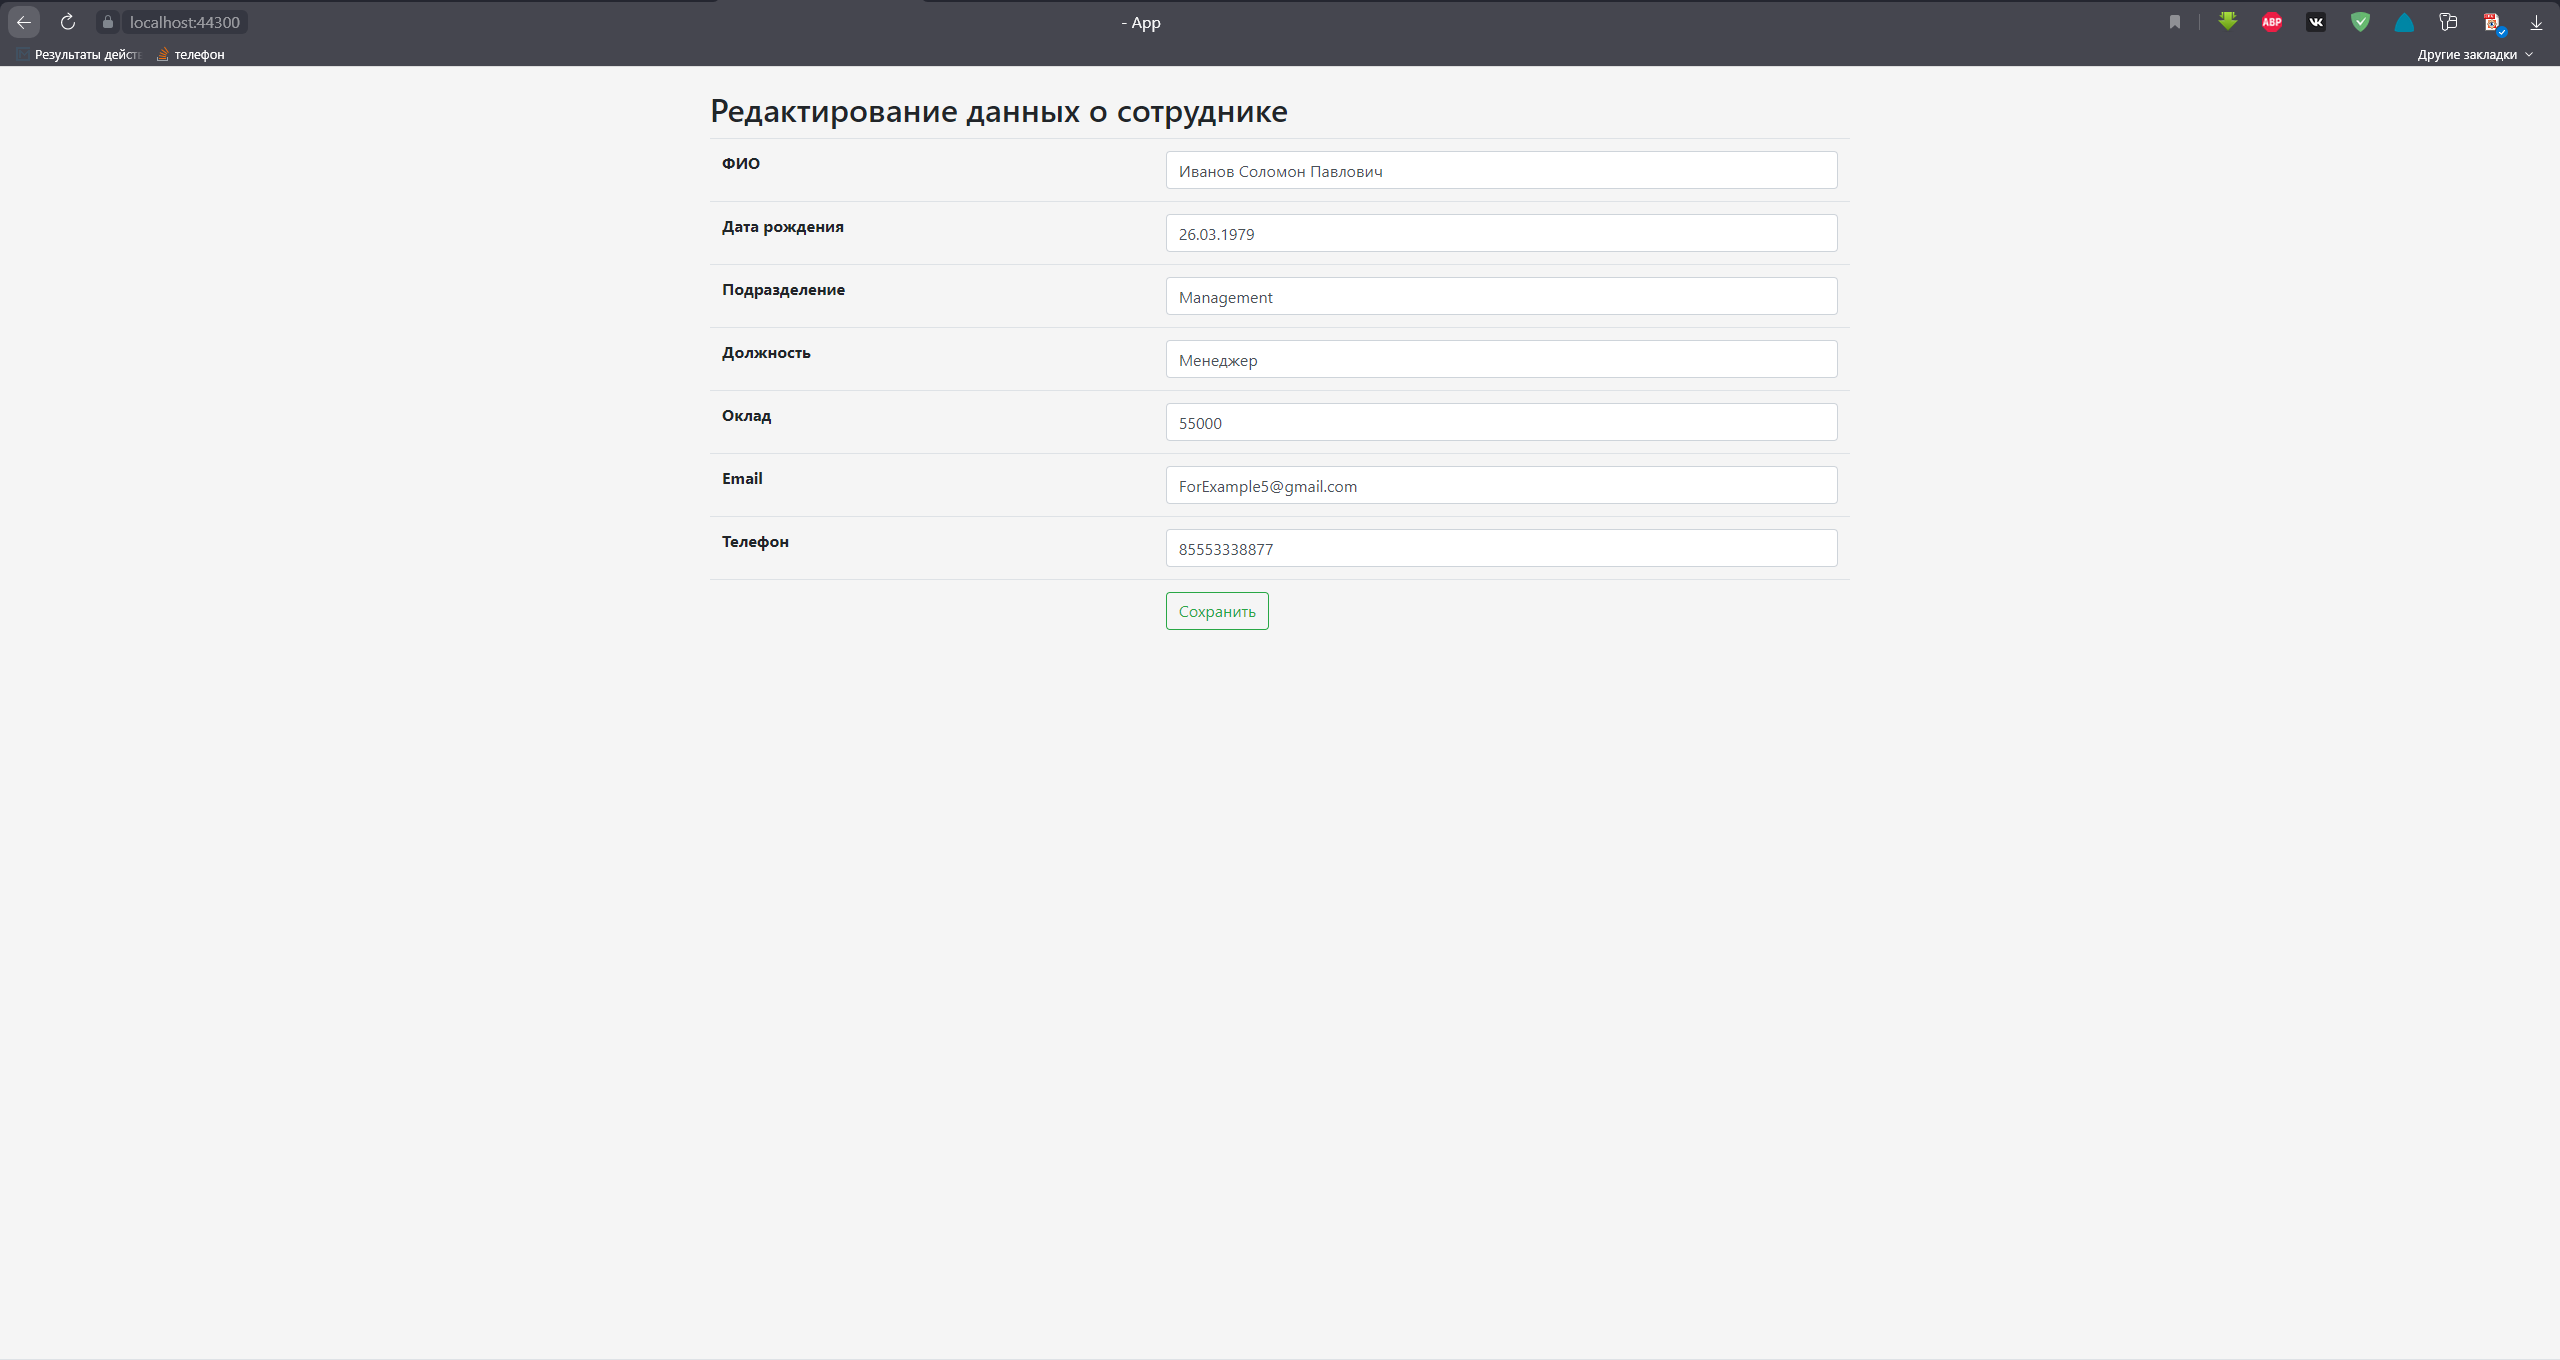 localhost:44300
- App
Результаты дейст
телефон
Другие закладки
Редактирование данных о сотруднике
ФИО
Иванов Соломон Павлович
Дата рождения
26.03.1979
Подразделение
Management
Должность
Менеджер
Оклад
55000
Email
ForExample5@gmail.com
Телефон
85553338877
Сохранить
ABP